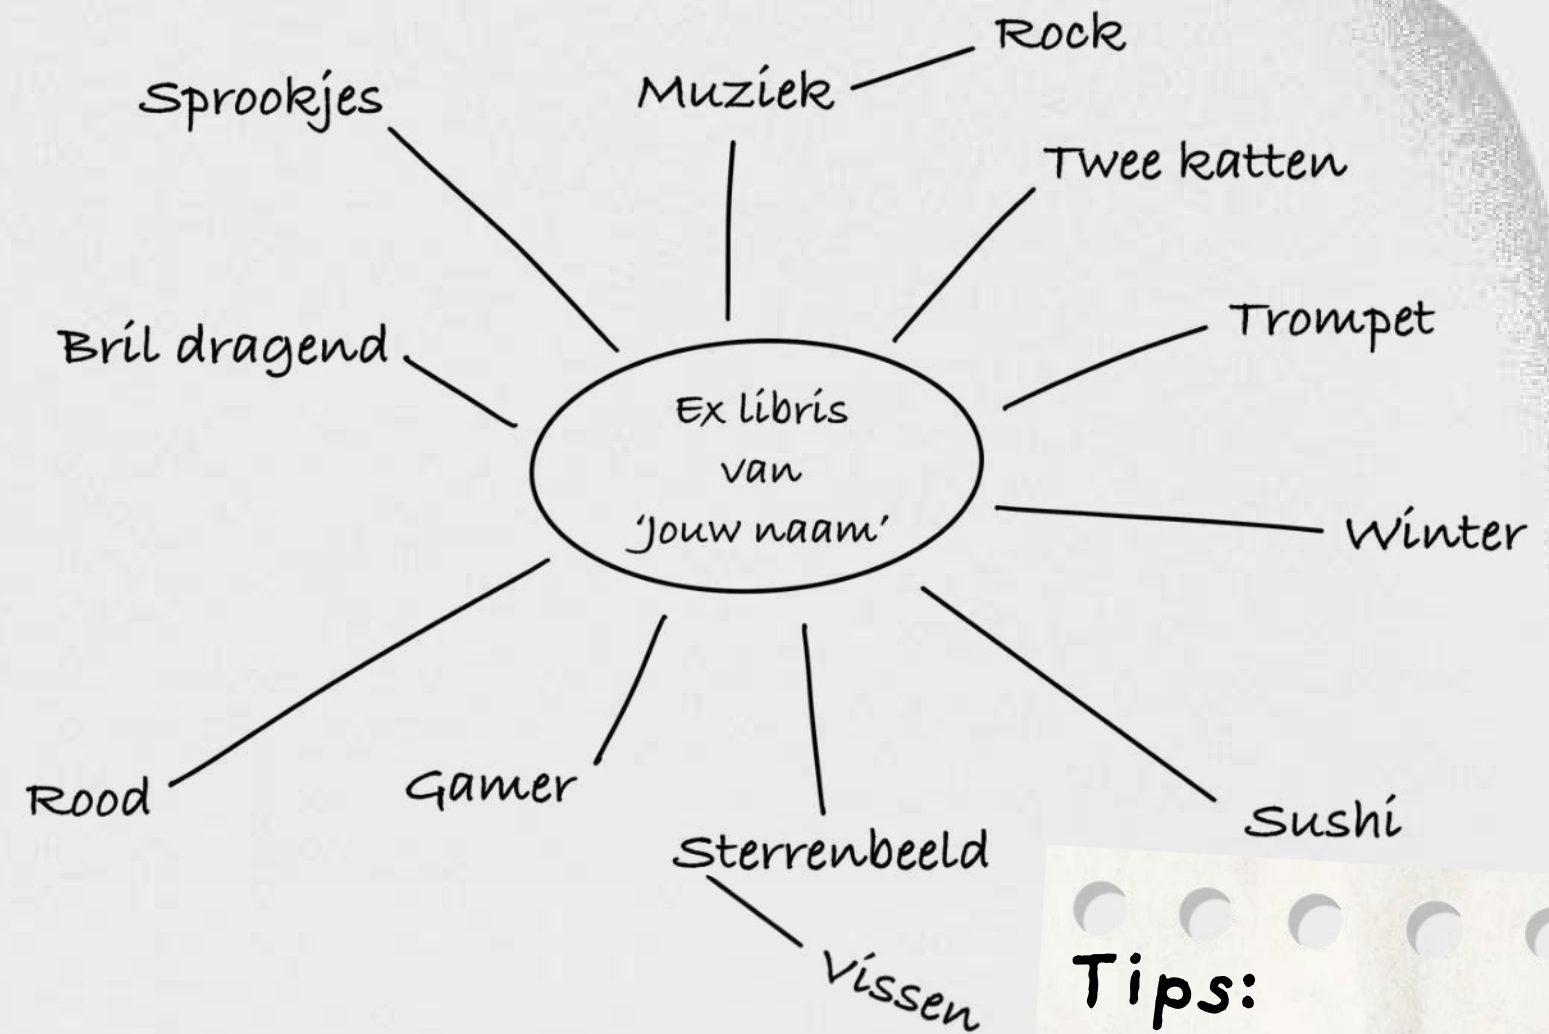 Rock
Muziek
Sprookjes
Twee katten
Trompet
Bril dragend
Ex libris
van
'Jouw naam'
Winter
Rood
Gamer
Sushi
Sterrenbeeld
Vissen
Tips: